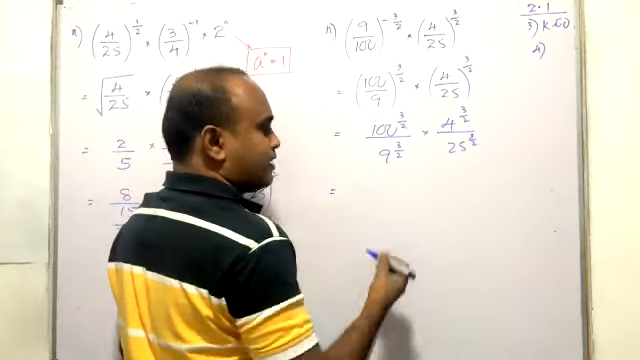 n) (4/25)^(1/2) × (3/4)^(-1) × 2°
a° = 1
= √(4/25) ×
= 2/5 ×
= 8/15
n) (9/100)^(-3/2) × (4/25)^(3/2)
= (100/9)^(3/2) × (4/25)^(3/2)
= 100^(3/2)/9^(3/2) × 4^(3/2)/25^(3/2)
=
2.1
3)
4)